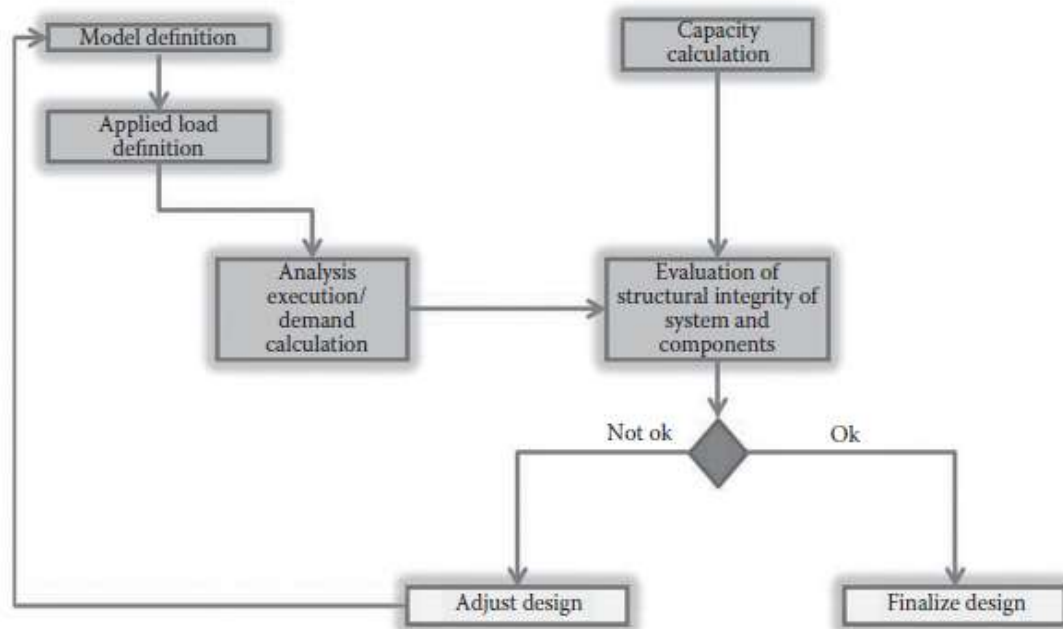 Model definition
Capacity
calculation
Applied load
definition
Analysis
execution/
demand
calculation
Evaluation of
structural integrity of
system and
components
Not ok
Ok
Adjust design
Finalize design